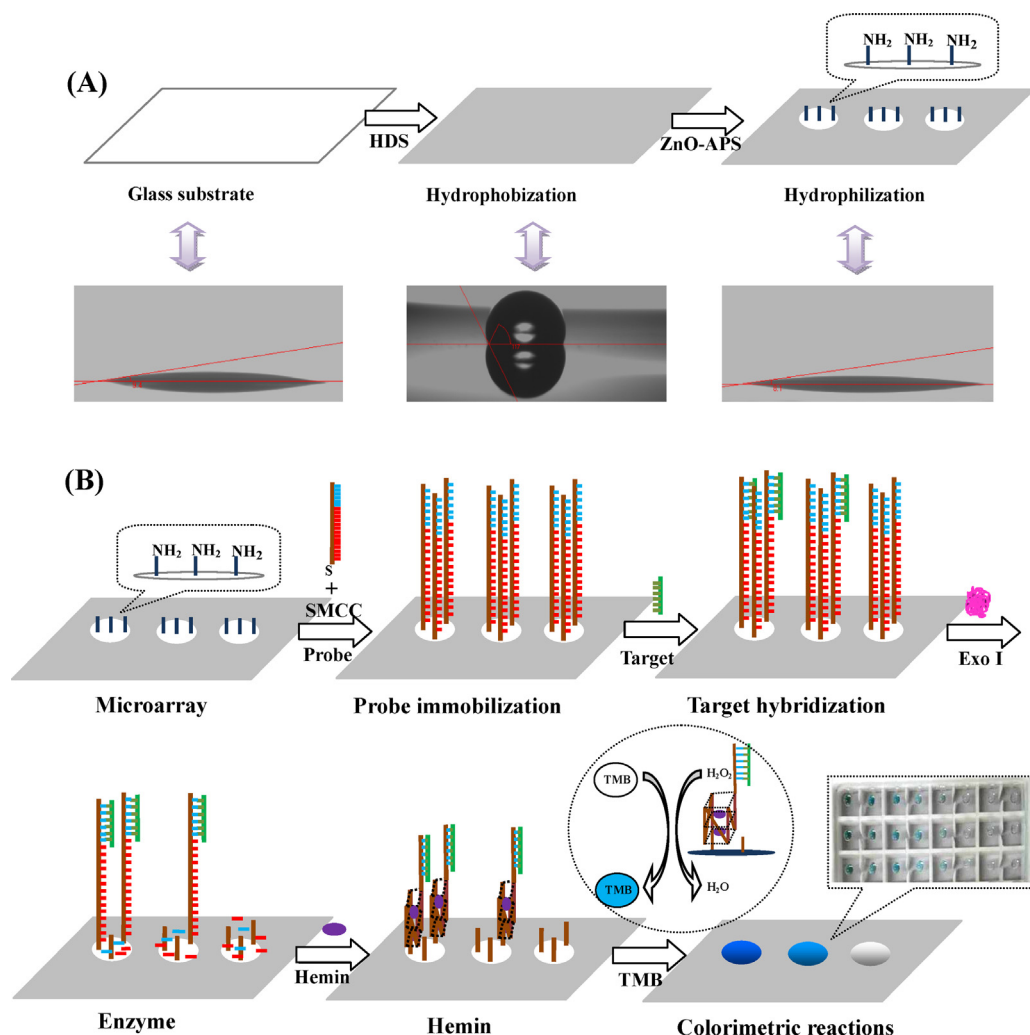 (A)
NH2 NH2 NH2
HDS
ZnO-APS
Glass substrate
Hydrophobization
Hydrophilization
(B)
NH2 NH2 NH2
S
+
SMCC
Probe
Target
Exo I
Microarray
Probe immobilization
Target hybridization
TMB
H2O2
TMB
H2O
Hemin
TMB
Enzyme
Hemin
Colorimetric reactions